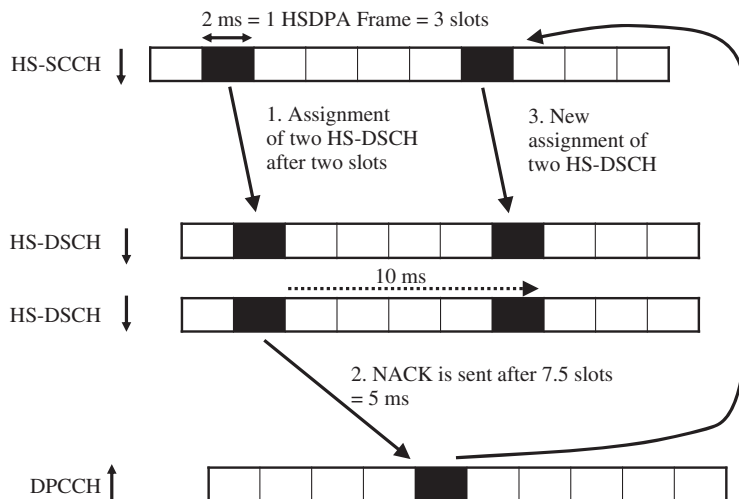 2 ms = 1 HSDPA Frame = 3 slots
HS-SCCH
1. Assignment
of two HS-DSCH
after two slots
3. New
assignment of
two HS-DSCH
HS-DSCH
10 ms
HS-DSCH
2. NACK is sent after 7.5 slots
= 5 ms
DPCCH